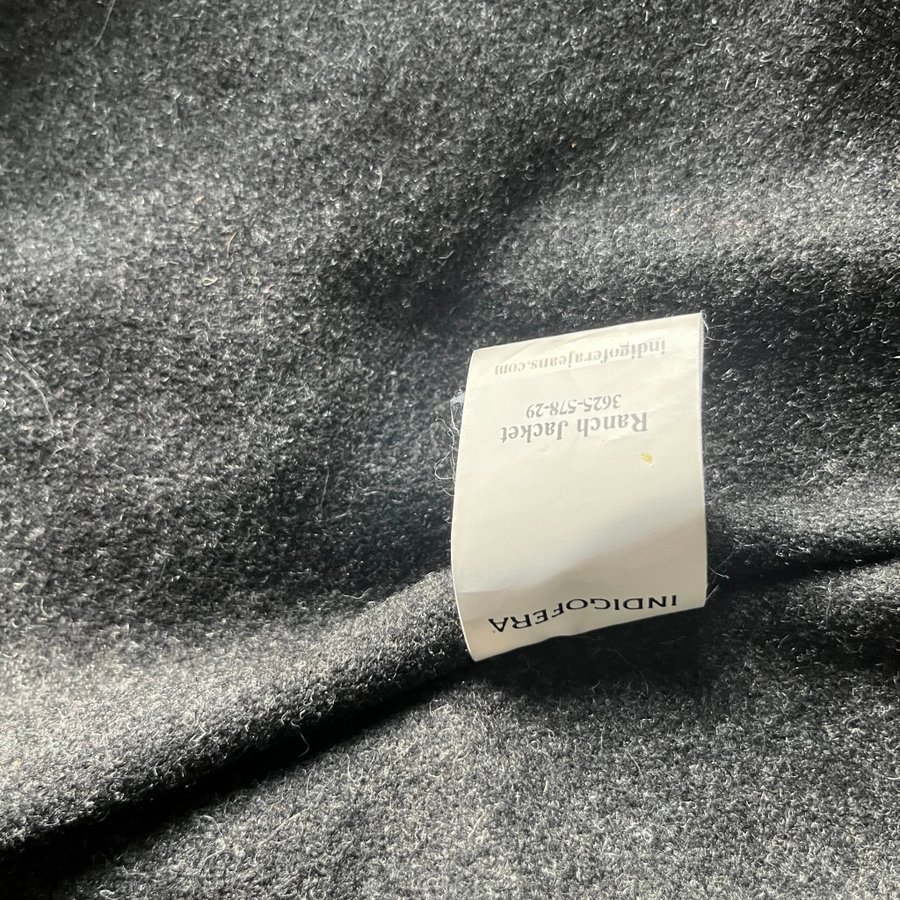 INDIGOFERA
Ranch Jacket
3625-578-29
indigoferajeans.com